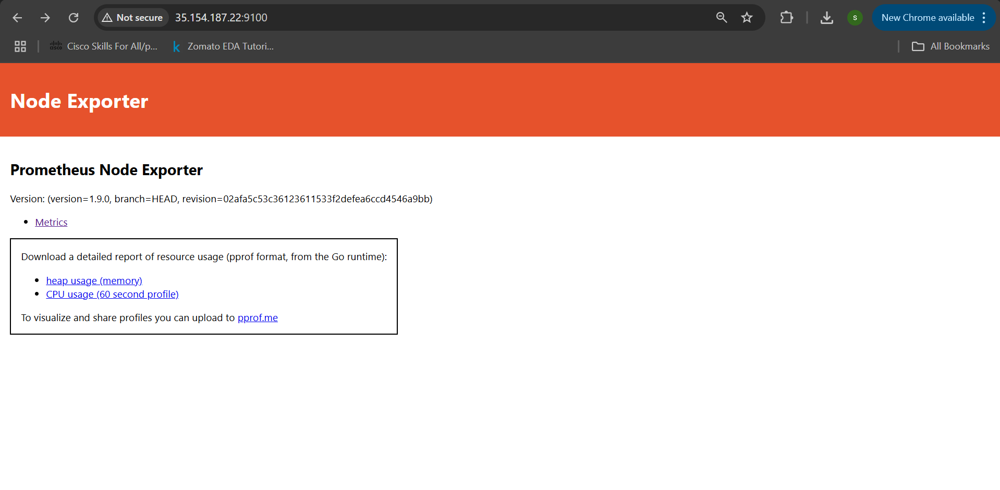 Not secure 35.154.187.22:9100
S
New Chrome available
cisco Cisco Skills For All/p...
k Zomato EDA Tutori...
All Bookmarks
Node Exporter
Prometheus Node Exporter
Version: (version=1.9.0, branch=HEAD, revision=02afa5c53c36123611533f2defea6ccd4546a9bb)
Metrics
Download a detailed report of resource usage (pprof format, from the Go runtime):
heap usage (memory)
CPU usage (60 second profile)
To visualize and share profiles you can upload to pprof.me